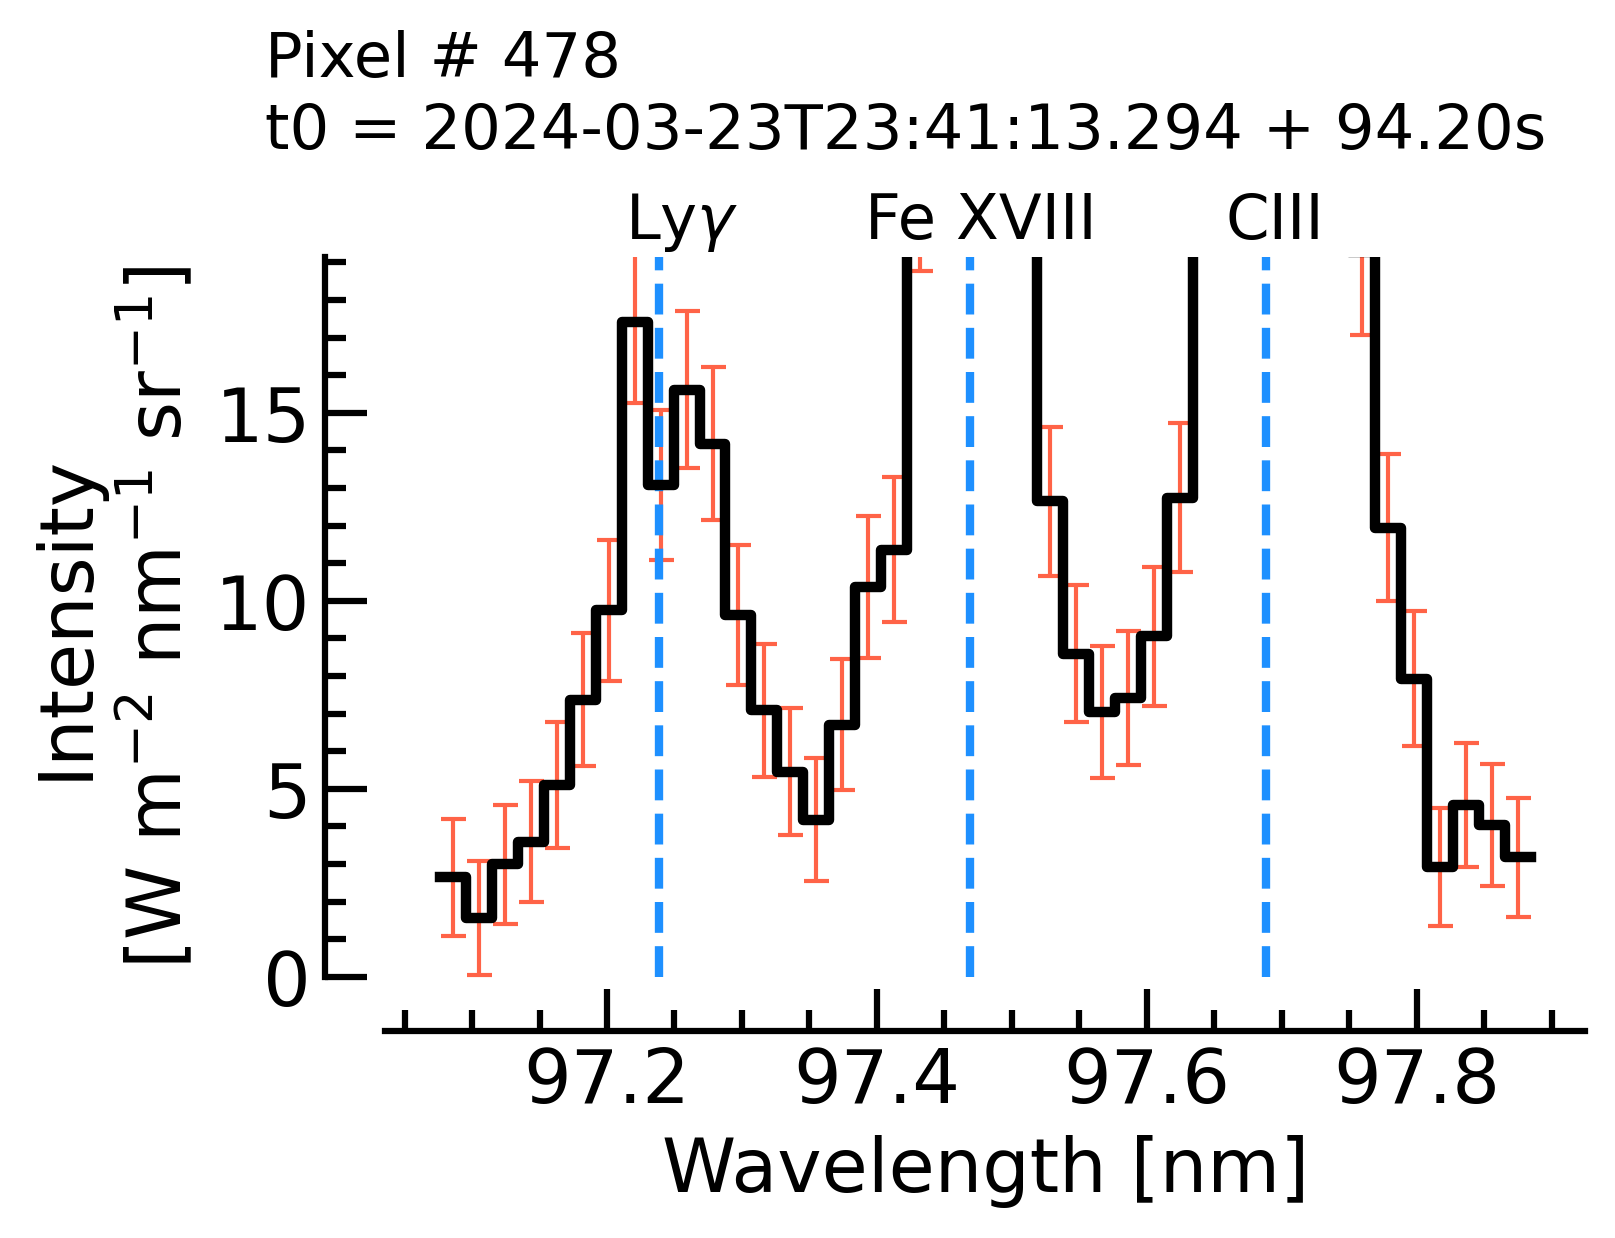 Pixel # 478
t0 = 2024-03-23T23:41:13.294 + 94.20s
Lyγ Fe XVIII CIII
Intensity
[W m⁻² nm⁻¹ sr⁻¹]
15
10
5
0
97.2 97.4 97.6 97.8
Wavelength [nm]